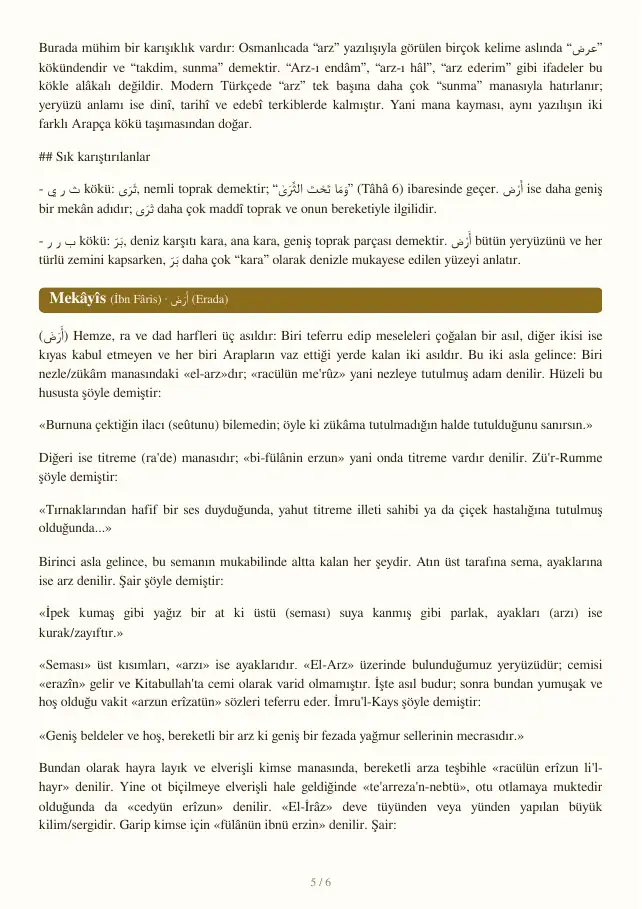 Burada mühim bir karışıklık vardır: Osmanlıcada “arz” yazılışıyla görülen birçok kelime aslında “عرض”
kökündendir ve “takdim, sunma” demektir. “Arz-ı endâm”, “arz-ı hâl”, “arz ederim” gibi ifadeler bu
kökle alâkalı değildir. Modern Türkçede “arz” tek başına daha çok “sunma” manasıyla hatırlanır;
yeryüzü anlamı ise dinî, tarihî ve edebî terkiblerde kalmıştır. Yani mana kayması, aynı yazılışın iki
farklı Arapça kökü taşımasından doğar.
## Sık karıştırılanlar
- ث ر ي kökü: ثَرَى, nemli toprak demektir; “وَمَا تَحْتَ الثَّرَىٰ” (Tâhâ 6) ibaresinde geçer. أَرْض ise daha geniş
bir mekân adıdır; ثَرَى daha çok maddî toprak ve onun bereketiyle ilgilidir.
- ب ر ر kökü: بَرّ, deniz karşıtı kara, ana kara, geniş toprak parçası demektir. أَرْض bütün yeryüzünü ve her
türlü zemini kapsarken, بَرّ daha çok “kara” olarak denizle mukayese edilen yüzeyi anlatır.
Mekâyîs (İbn Fâris) · أرض (Erada)
(أَرَضَ) Hemze, ra ve dad harfleri üç asıldır: Biri teferru edip meseleleri çoğalan bir asıl, diğer ikisi ise
kıyas kabul etmeyen ve her biri Arapların vaz ettiği yerde kalan iki asıldır. Bu iki asla gelince: Biri
nezle/zükâm manasındaki «el-arz»dır; «racülün me'rûz» yani nezleye tutulmuş adam denilir. Hüzeli bu
hususta şöyle demiştir:
«Burnuna çektiğin ilacı (seûtunu) bilemedin; öyle ki zükâma tutulmadığın halde tutulduğunu sanırsın.»
Diğeri ise titreme (ra'de) manasıdır; «bi-fülânin erzun» yani onda titreme vardır denilir. Zü'r-Rumme
şöyle demiştir:
«Tırnaklarından hafif bir ses duyduğunda, yahut titreme illeti sahibi ya da çiçek hastalığına tutulmuş
olduğunda...»
Birinci asla gelince, bu semanın mukabilinde altta kalan her şeydir. Atın üst tarafına sema, ayaklarına
ise arz denilir. Şair şöyle demiştir:
«İpek kumaş gibi yağız bir at ki üstü (seması) suya kanmış gibi parlak, ayakları (arzı) ise
kurak/zayıftır.»
«Seması» üst kısımları, «arzı» ise ayaklarıdır. «El-Arz» üzerinde bulunduğumuz yeryüzüdür; cemisi
«erazîn» gelir ve Kitabullah'ta cemi olarak varid olmamıştır. İşte asıl budur; sonra bundan yumuşak ve
hoş olduğu vakit «arzun erîzatün» sözleri teferru eder. İmru'l-Kays şöyle demiştir:
«Geniş beldeler ve hoş, bereketli bir arz ki geniş bir fezada yağmur sellerinin mecrasıdır.»
Bundan olarak hayra layık ve elverişli kimse manasında, bereketli arza teşbihle «racülün erîzun li'l-
hayr» denilir. Yine ot biçilmeye elverişli hale geldiğinde «te'arreza'n-nebtü», otu otlamaya muktedir
olduğunda da «cedyün erîzun» denilir. «El-İrâz» deve tüyünden veya yünden yapılan büyük
kilim/sergidir. Garip kimse için «fülânün ibnü erzin» denilir. Şair:
5 / 6